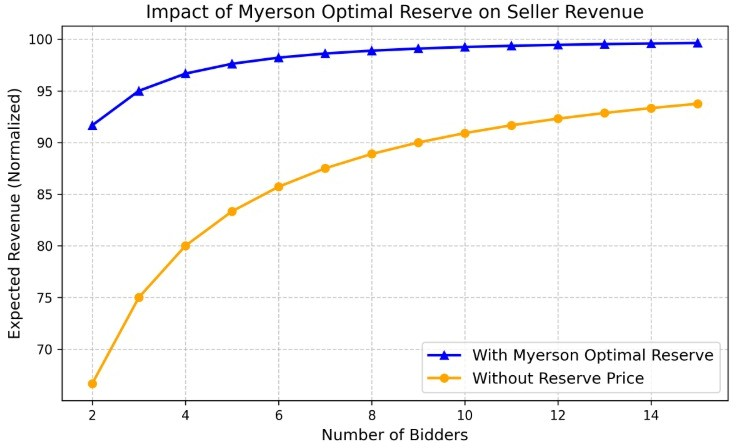 Impact of Myerson Optimal Reserve on Seller Revenue
Expected Revenue (Normalized)
100
95
90
85
80
75
70
With Myerson Optimal Reserve
Without Reserve Price
2 4 6 8 10 12 14
Number of Bidders